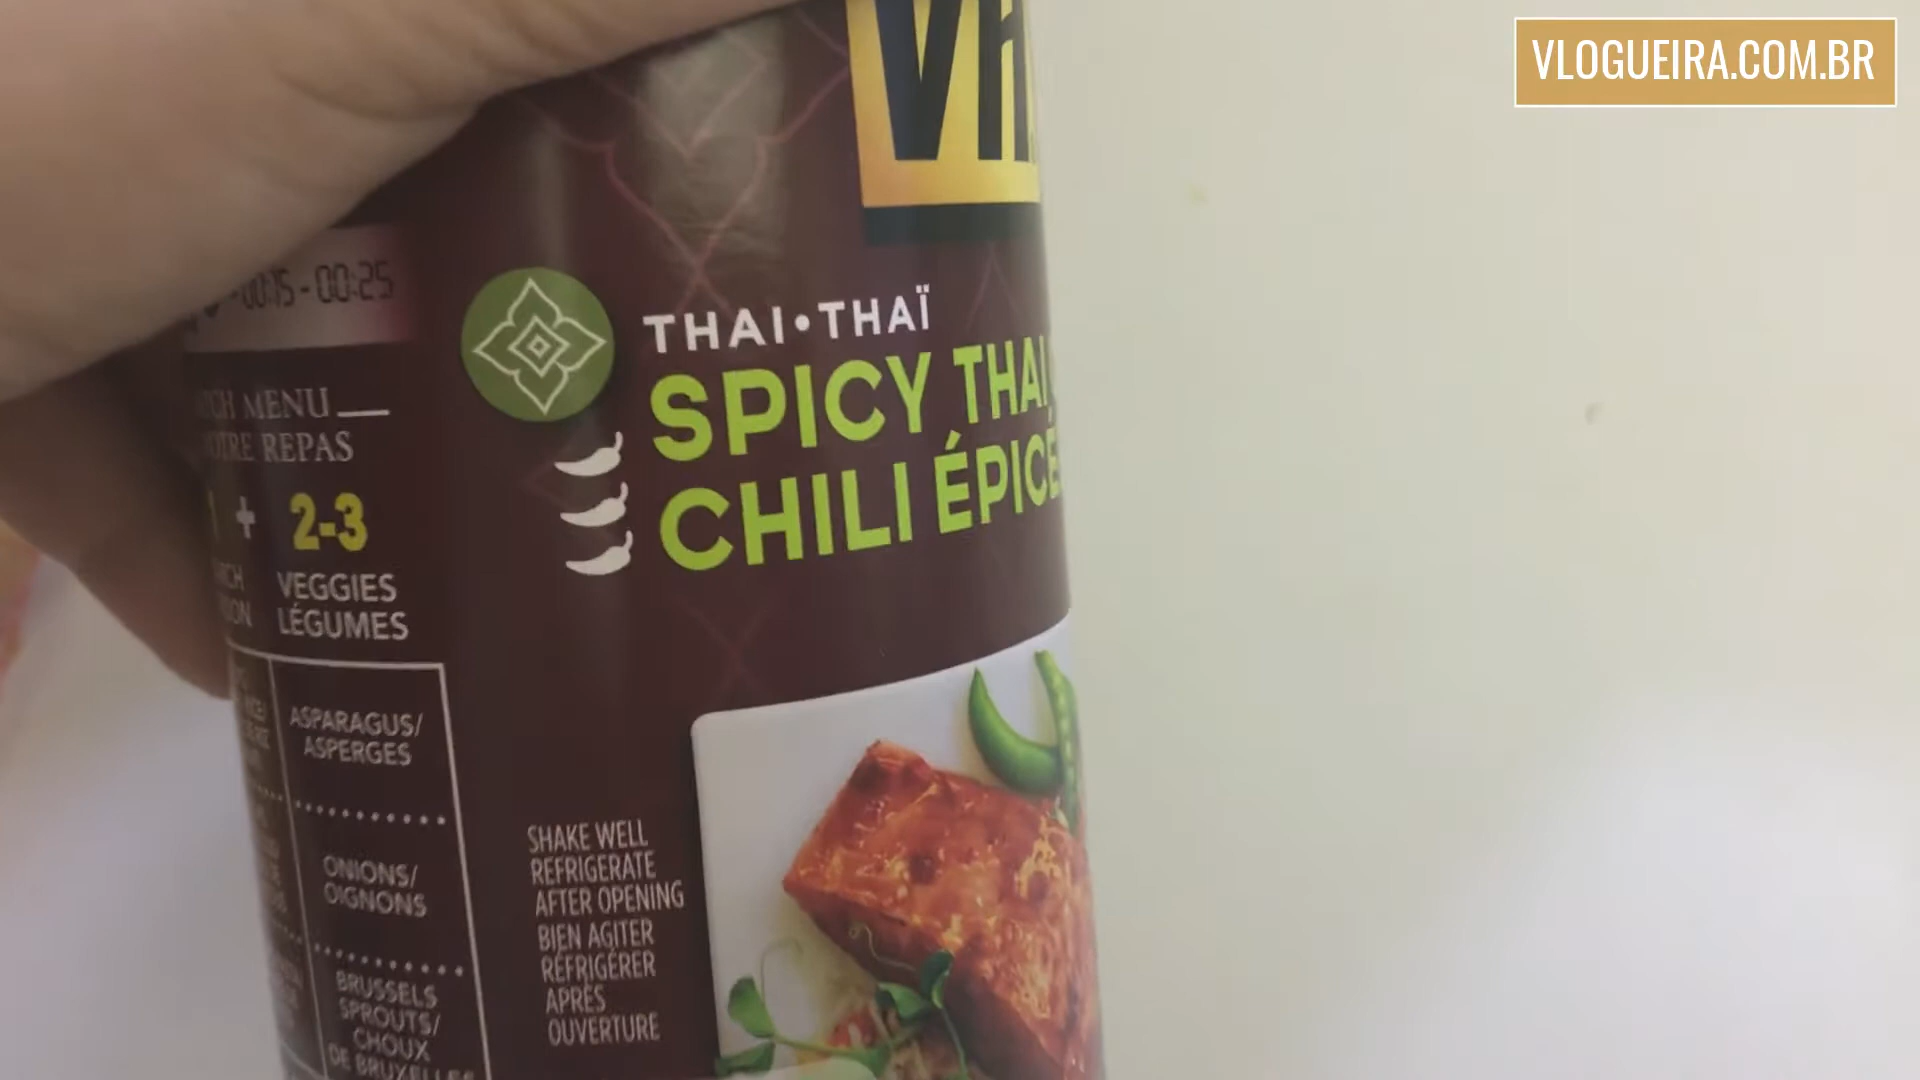 VLOGUEIRA.COM.BR
-00:15-00:25
MENU
REPAS
+ 2-3
VEGGIES
LÉGUMES
ASPARAGUS/
ASPERGES
ONIONS/
OIGNONS
BRUSSELS
SPROUTS/
CHOUX
DE BRUXELLES
THAI•THAÏ
SPICY THAI
CHILI ÉPICÉ
SHAKE WELL
REFRIGERATE
AFTER OPENING
BIEN AGITER
RÉFRIGÉRER
APRÈS
OUVERTURE